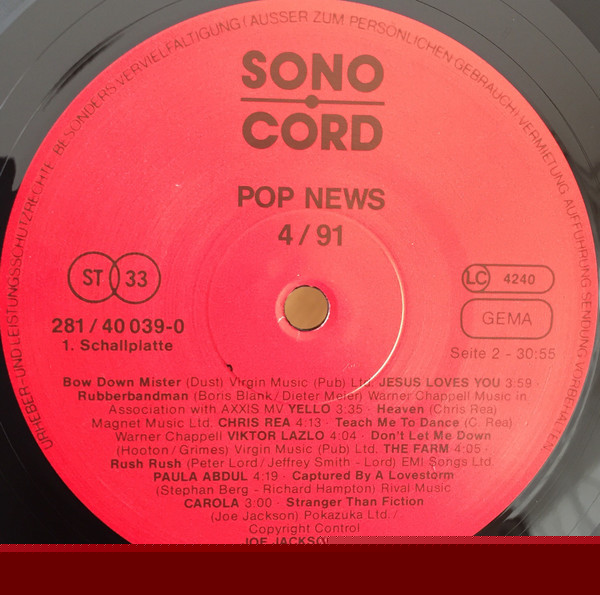 URHEBER-UND LEISTUNGSSCHUTZRECHTE BESONDERS VERVIELFÄLTIGUNG (AUSSER ZUM PERSÖNLICHEN GEBRAUCH) VERMIETUNG AUFFÜHRUNG SENDUNG VORBEHALTEN
SONO
CORD
POP NEWS
4/91
ST 33
LC 4240
GEMA
281/40 039-0
1. Schallplatte
Seite 2 - 30:55
Bow Down Mister (Dust) Virgin Music (Pub) Ltd. JESUS LOVES YOU 3:59 ·
Rubberbandman (Boris Blank/Dieter Meier) Warner Chappell Music in
Association with AXXIS MV YELLO 3:35 · Heaven (Chris Rea)
Magnet Music Ltd. CHRIS REA 4:13 · Teach Me To Dance (C. Rea)
Warner Chappell VIKTOR LAZLO 4:04 · Don't Let Me Down
(Hooton/Grimes) Virgin Music (Pub) Ltd. THE FARM 4:05 ·
Rush Rush (Peter Lord/Jeffrey Smith - Lord) EMI Songs Ltd.
PAULA ABDUL 4:19 · Captured By A Lovestorm
(Stephan Berg - Richard Hampton) Rival Music
CAROLA 3:00 · Stranger Than Fiction
(Joe Jackson) Pokazuka Ltd./
Copyright Control
JOE JACKSON